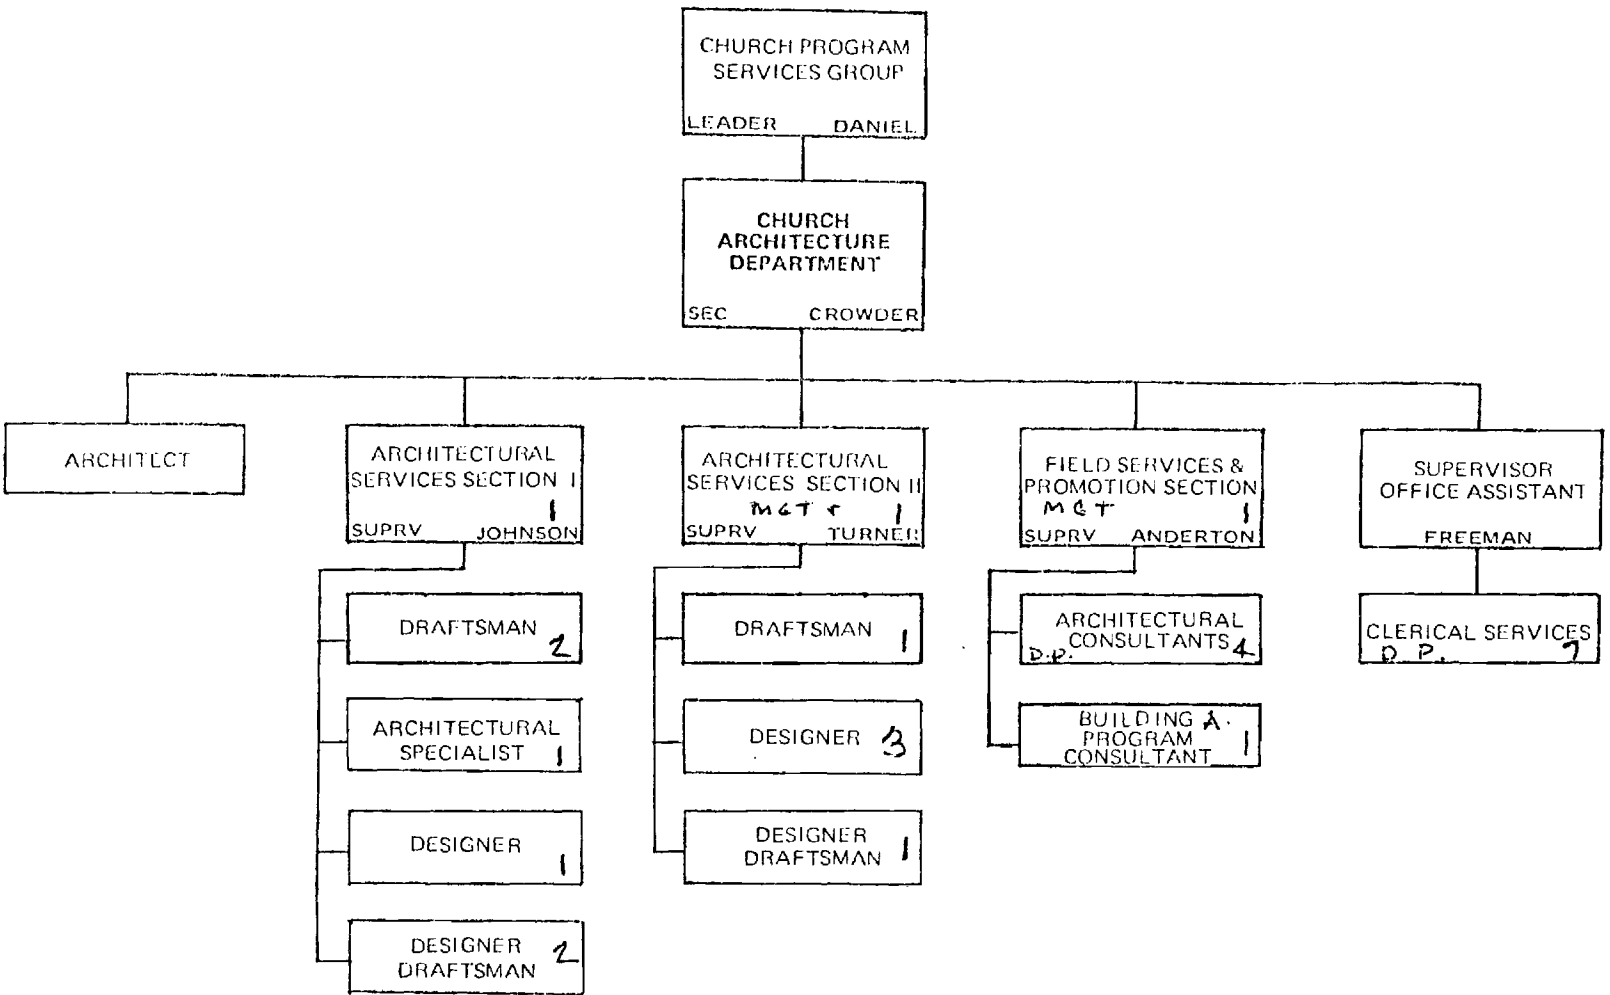 CHURCH PROGRAM
SERVICES GROUP
LEADER DANIEL
CHURCH
ARCHITECTURE
DEPARTMENT
SEC CROWDER
ARCHITECT
ARCHITECTURAL
SERVICES SECTION I
1
SUPRV JOHNSON
DRAFTSMAN
2
ARCHITECTURAL
SPECIALIST 1
DESIGNER
1
DESIGNER 2
DRAFTSMAN
ARCHITECTURAL
SERVICES SECTION II
MGT 1
SUPRV TURNER
DRAFTSMAN
1
DESIGNER 3
DESIGNER
DRAFTSMAN 1
FIELD SERVICES &
PROMOTION SECTION
MGT 1
SUPRV ANDERTON
ARCHITECTURAL
CONSULTANTS
D.P. 4
BUILDING A.
PROGRAM
CONSULTANT 1
SUPERVISOR
OFFICE ASSISTANT
FREEMAN
CLERICAL SERVICES
D. P. 7